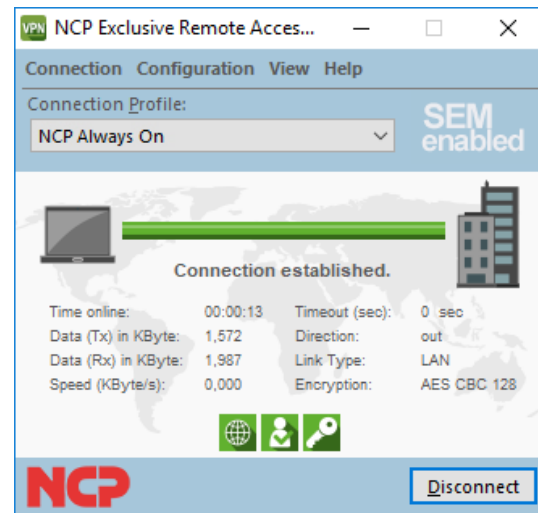 VPN NCP Exclusive Remote Acces...
Connection Configuration View Help
Connection Profile:
NCP Always On
SEM
enabled
Connection established.
Time online: 00:00:13 Timeout (sec): 0 sec
Data (Tx) in KByte: 1,572 Direction: out
Data (Rx) in KByte: 1,987 Link Type: LAN
Speed (KByte/s): 0,000 Encryption: AES CBC 128
NCP
Disconnect